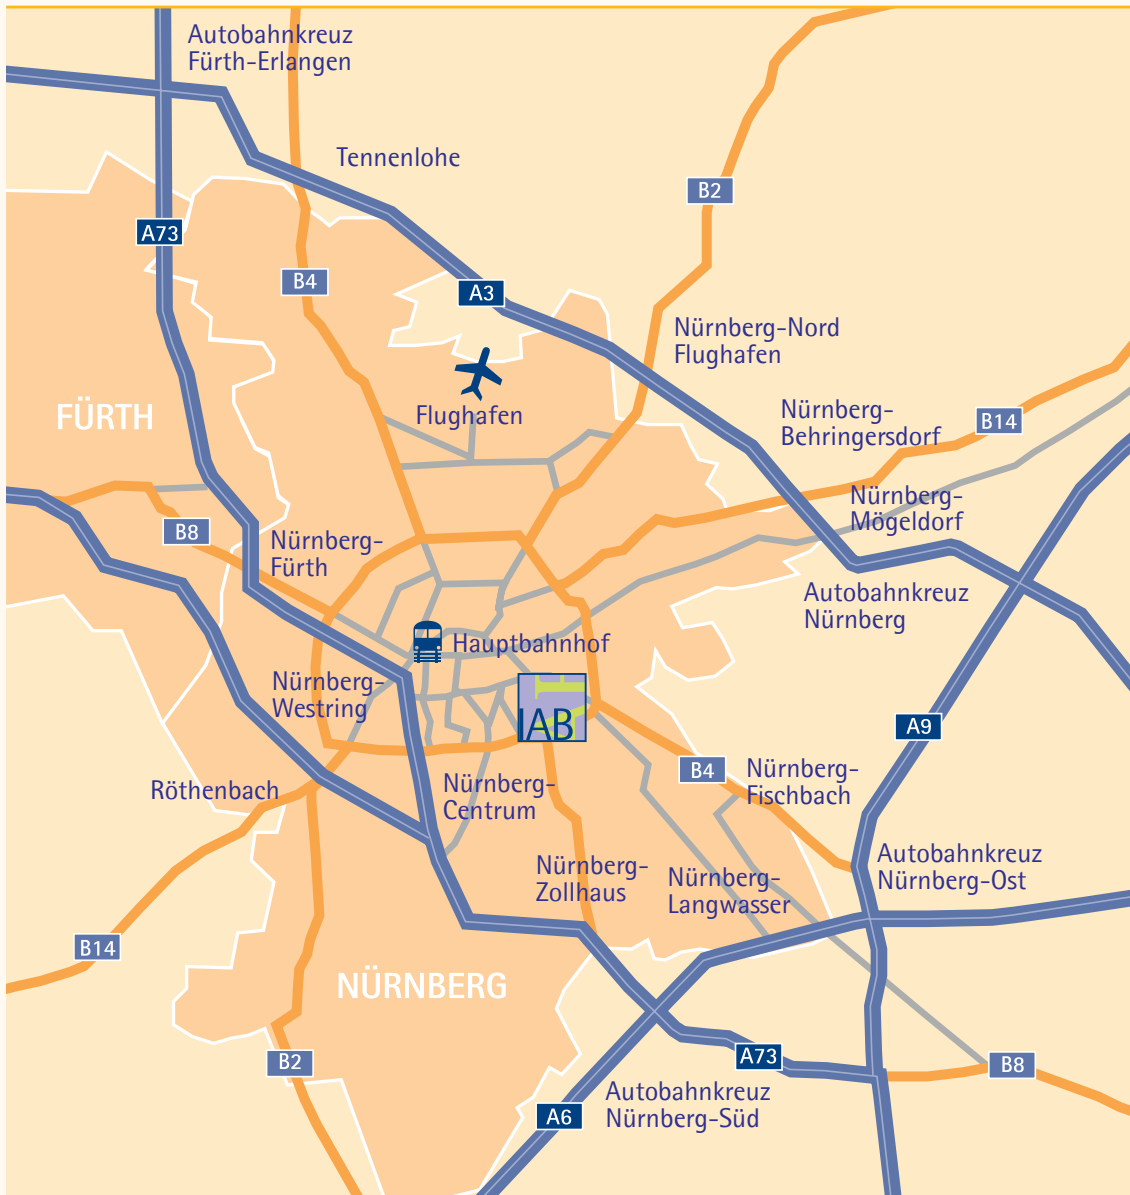 Autobahnkreuz
Fürth-Erlangen
Tennenlohe
B2
A73
B4
A3
Nürnberg-Nord
Flughafen
Flughafen
FÜRTH
Nürnberg-
Behringersdorf
B14
Nürnberg-
Mögeldorf
B8
Nürnberg-
Fürth
Autobahnkreuz
Nürnberg
Hauptbahnhof
Nürnberg-
Westring
IAB
A9
B4
Nürnberg-
Fischbach
Röthenbach
Nürnberg-
Centrum
Autobahnkreuz
Nürnberg-Ost
Nürnberg-
Zollhaus
Nürnberg-
Langwasser
B14
NÜRNBERG
B2
A73
B8
Autobahnkreuz
Nürnberg-Süd
A6